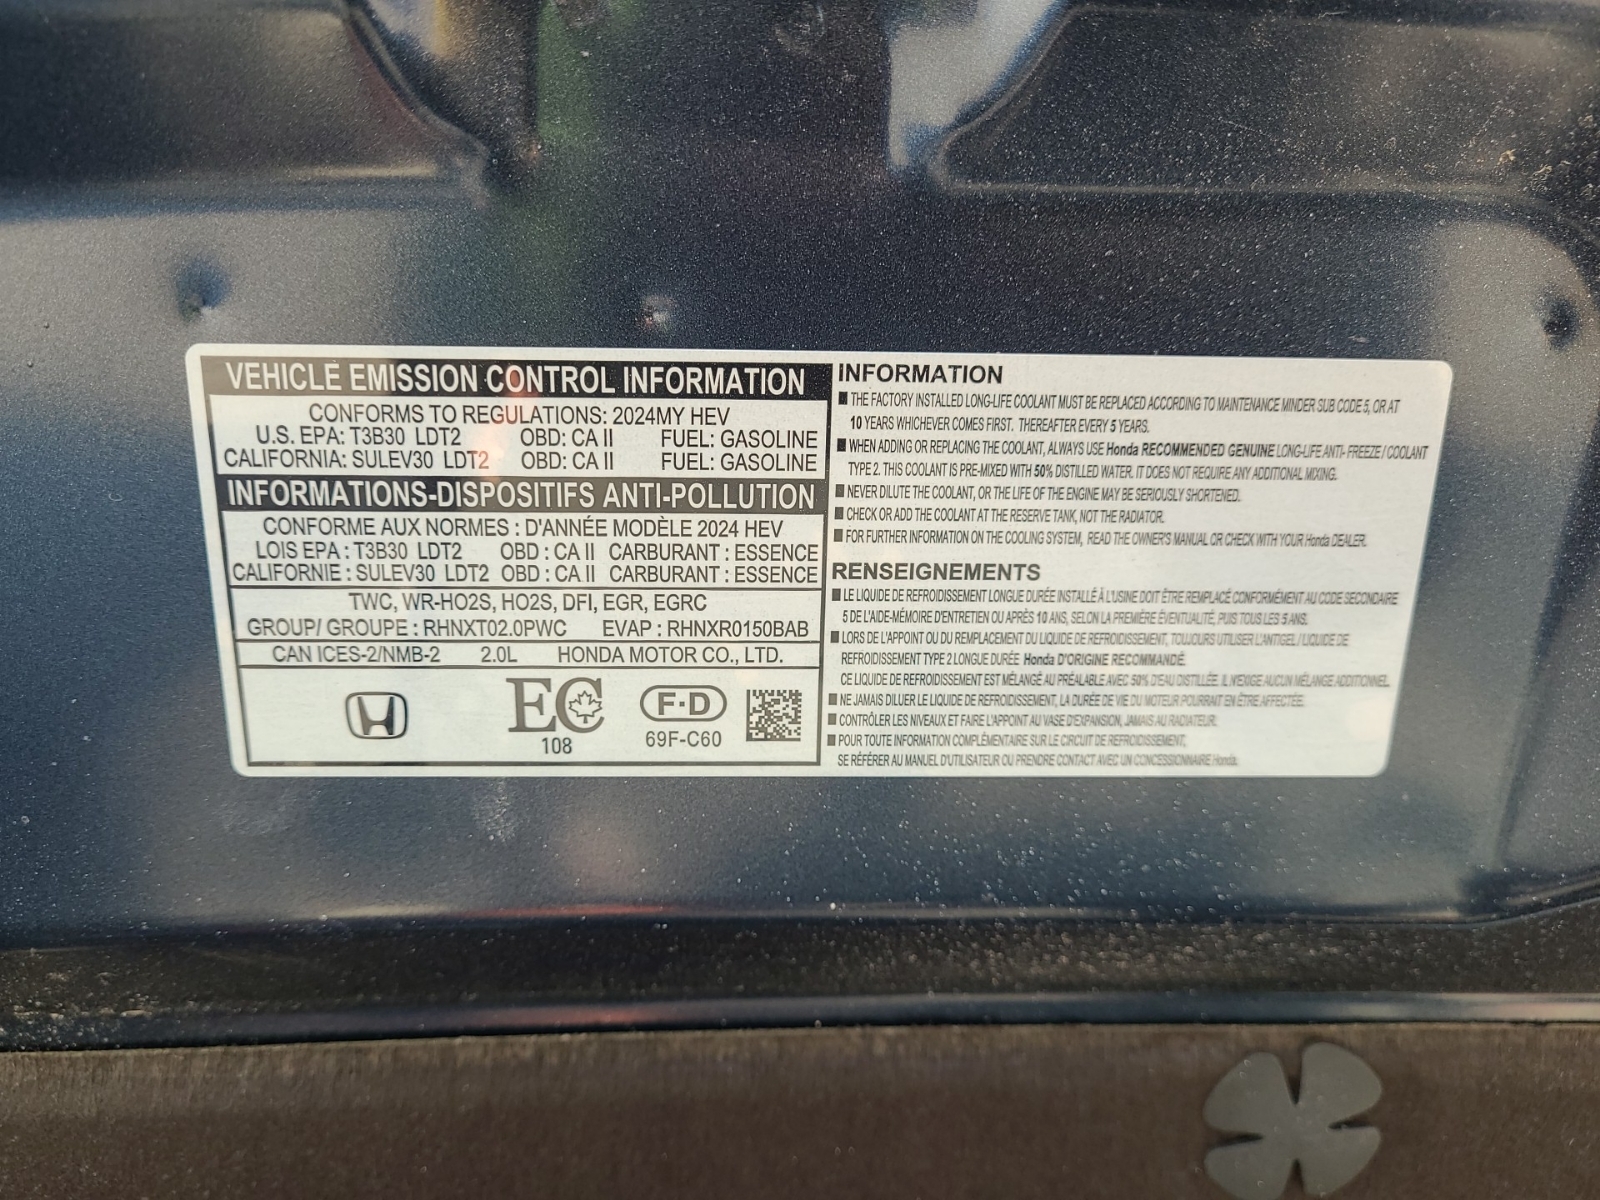 VEHICLE EMISSION CONTROL INFORMATION
CONFORMS TO REGULATIONS: 2024MY HEV
U.S. EPA: T3B30 LDT2 OBD: CA II FUEL: GASOLINE
CALIFORNIA: SULEV30 LDT2 OBD: CA II FUEL: GASOLINE
INFORMATIONS-DISPOSITIFS ANTI-POLLUTION
CONFORME AUX NORMES : D'ANNÉE MODÈLE 2024 HEV
LOIS EPA : T3B30 LDT2 OBD : CA II CARBURANT : ESSENCE
CALIFORNIE : SULEV30 LDT2 OBD : CA II CARBURANT : ESSENCE
TWC, WR-HO2S, HO2S, DFI, EGR, EGRC
GROUP/ GROUPE : RHNXT02.0PWC EVAP : RHNXR0150BAB
CAN ICES-2/NMB-2 2.0L HONDA MOTOR CO., LTD.
EC
108
F-D
69F-C60
INFORMATION
■ THE FACTORY INSTALLED LONG-LIFE COOLANT MUST BE REPLACED ACCORDING TO MAINTENANCE MINDER SUB CODE 5, OR AT
10 YEARS WHICHEVER COMES FIRST. THEREAFTER EVERY 5 YEARS.
■ WHEN ADDING OR REPLACING THE COOLANT, ALWAYS USE Honda RECOMMENDED GENUINE LONG-LIFE ANTI-FREEZE / COOLANT
TYPE 2. THIS COOLANT IS PRE-MIXED WITH 50% DISTILLED WATER. IT DOES NOT REQUIRE ANY ADDITIONAL MIXING.
■ NEVER DILUTE THE COOLANT, OR THE LIFE OF THE ENGINE MAY BE SERIOUSLY SHORTENED.
■ CHECK OR ADD THE COOLANT AT THE RESERVE TANK, NOT THE RADIATOR.
■ FOR FURTHER INFORMATION ON THE COOLING SYSTEM, READ THE OWNER'S MANUAL OR CHECK WITH YOUR Honda DEALER.
RENSEIGNEMENTS
■ LE LIQUIDE DE REFROIDISSEMENT LONGUE DURÉE INSTALLÉ À L'USINE DOIT ÊTRE REMPLACÉ CONFORMÉMENT AU CODE SECONDAIRE
5 DE L'AIDE-MÉMOIRE D'ENTRETIEN OU APRÈS 10 ANS, SELON LA PREMIÈRE ÉVENTUALITÉ, PUIS TOUS LES 5 ANS.
■ LORS DE L'APPOINT OU DU REMPLACEMENT DU LIQUIDE DE REFROIDISSEMENT, TOUJOURS UTILISER L'ANTIGEL / LIQUIDE DE
REFROIDISSEMENT TYPE 2 LONGUE DURÉE Honda D'ORIGINE RECOMMANDÉ.
CE LIQUIDE DE REFROIDISSEMENT EST MÉLANGÉ AU PRÉALABLE AVEC 50% D'EAU DISTILLÉE. IL N'EXIGE AUCUN MÉLANGE ADDITIONNEL.
■ NE JAMAIS DILUER LE LIQUIDE DE REFROIDISSEMENT, LA DURÉE DE VIE DU MOTEUR POURRAIT EN ÊTRE AFFECTÉE.
■ CONTRÔLER LES NIVEAUX ET FAIRE L'APPOINT AU VASE D'EXPANSION, JAMAIS AU RADIATEUR.
■ POUR TOUTE INFORMATION COMPLÉMENTAIRE SUR LE CIRCUIT DE REFROIDISSEMENT,
SE RÉFÉRER AU MANUEL D'UTILISATEUR OU PRENDRE CONTACT AVEC UN CONCESSIONNAIRE Honda.